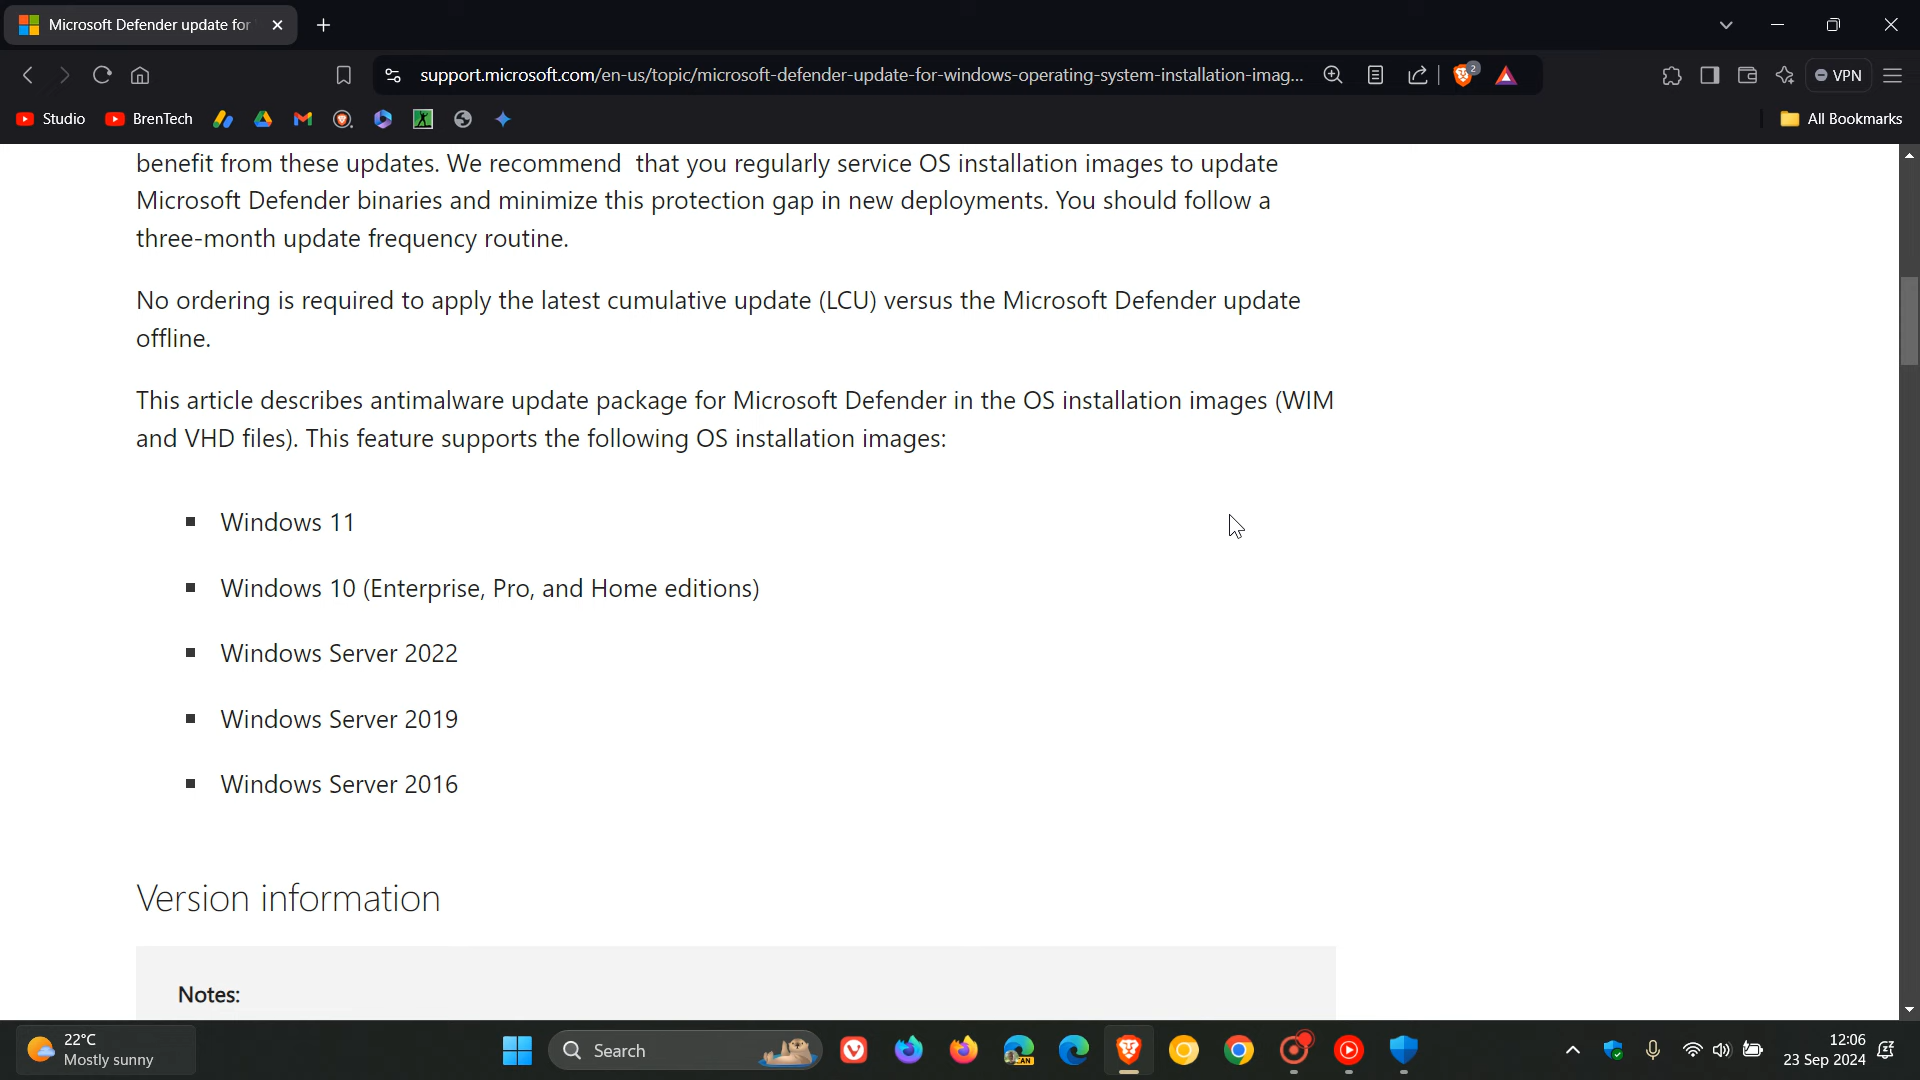 Microsoft Defender update for
support.microsoft.com/en-us/topic/microsoft-defender-update-for-windows-operating-system-installation-imag...
2
VPN
Studio
BrenTech
All Bookmarks
benefit from these updates. We recommend  that you regularly service OS installation images to update
Microsoft Defender binaries and minimize this protection gap in new deployments. You should follow a
three-month update frequency routine.
No ordering is required to apply the latest cumulative update (LCU) versus the Microsoft Defender update
offline.
This article describes antimalware update package for Microsoft Defender in the OS installation images (WIM
and VHD files). This feature supports the following OS installation images:
▪ Windows 11
▪ Windows 10 (Enterprise, Pro, and Home editions)
▪ Windows Server 2022
▪ Windows Server 2019
▪ Windows Server 2016
Version information
Notes:
22°C
Mostly sunny
Search
CAN
12:06
23 Sep 2024